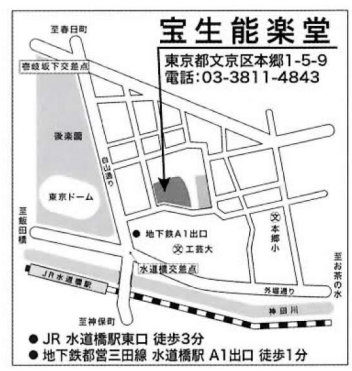 宝生能楽堂
東京都文京区本郷1-5-9
電話:03-3811-4843
至春日町
壱岐坂下交差点
後楽園
白山通り
東京ドーム
至飯田橋
地下鉄A1出口
文 工芸大
文 本郷小
水道橋交差点
JR水道橋駅
外堀通り
神田川
至お茶の水
至神保町
● JR 水道橋駅東口 徒歩3分
● 地下鉄都営三田線 水道橋駅 A1出口 徒歩1分